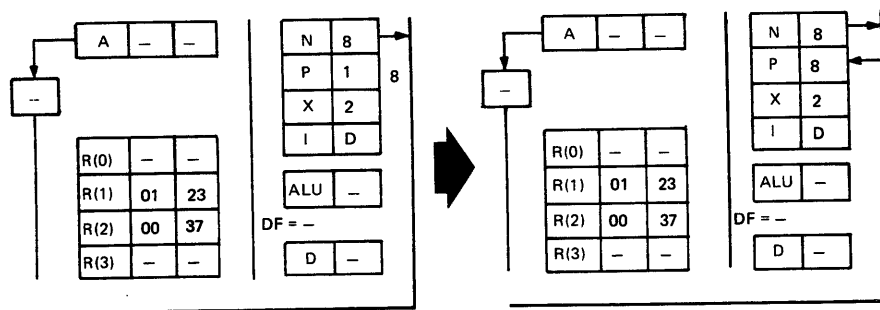 A – –
N 8
P 1
8
X 2
I D
--
R(0) – –
R(1) 01 23
R(2) 00 37
R(3) – –
ALU –
DF = –
D –
A – –
N 8
P 8
X 2
I D
–
R(0) – –
R(1) 01 23
R(2) 00 37
R(3) – –
ALU –
DF = –
D –